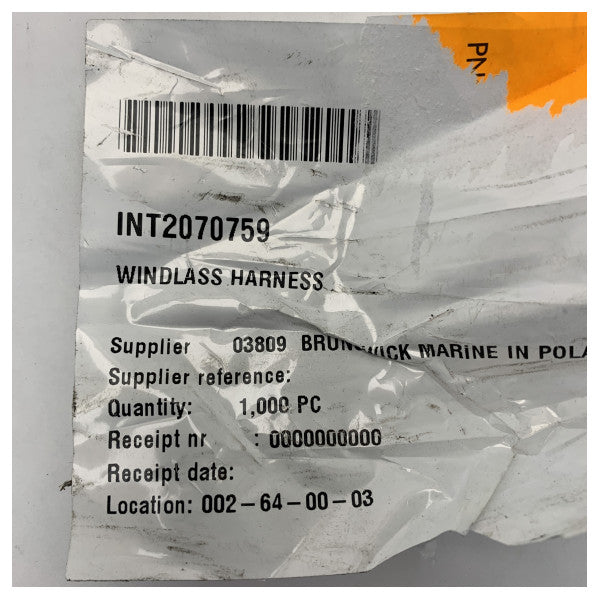 PN
INT2070759
WINDLASS HARNESS
Supplier 03809 BRUNSWICK MARINE IN POLA
Supplier reference:
Quantity: 1,000 PC
Receipt nr : 0000000000
Receipt date:
Location: 002-64-00-03